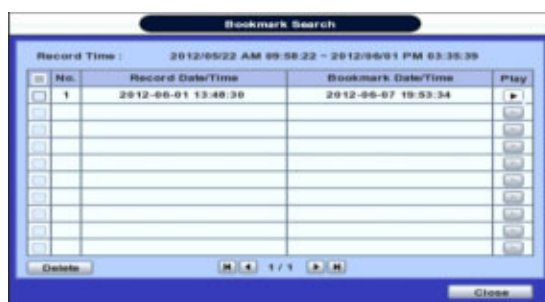 Bookmark Search
Record Time : 2012/05/22 AM 09:58:22 ~ 2012/06/01 PM 03:35:39
No. Record Date/Time Bookmark Date/Time Play
1 2012-06-01 13:48:30 2012-06-07 19:53:34
Delete 1 / 1
Close